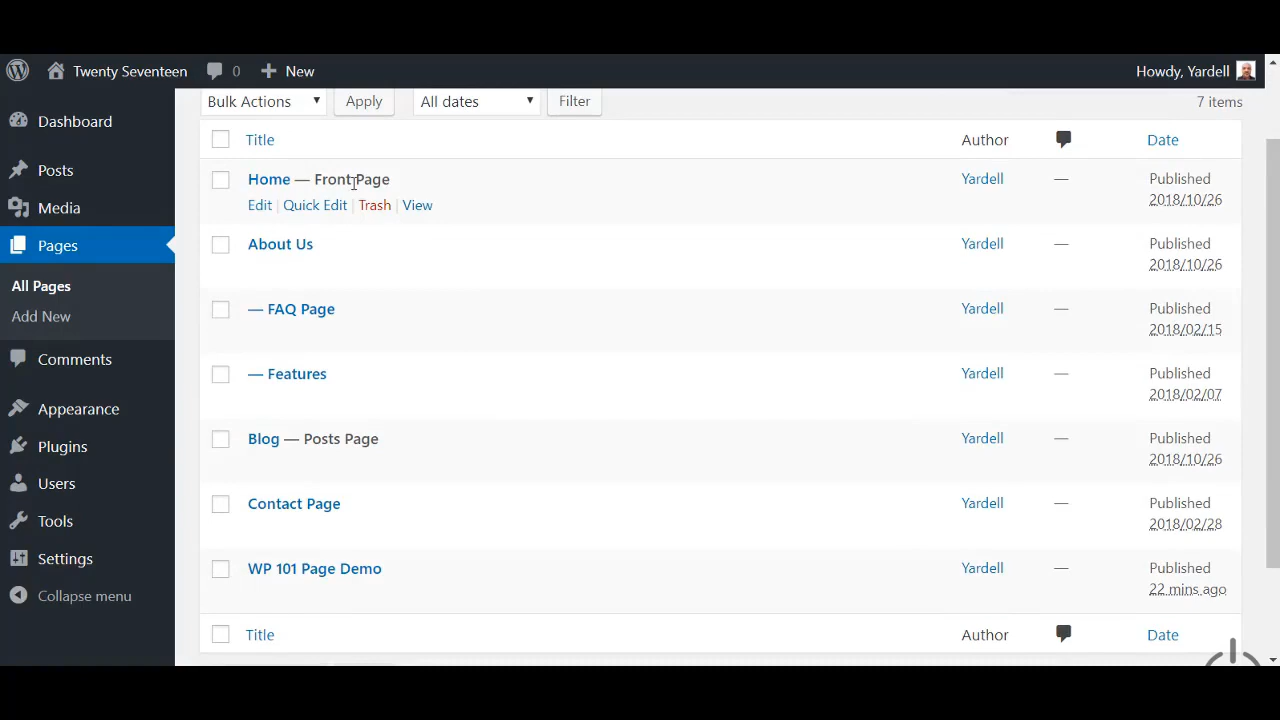 Twenty Seventeen 0 New Howdy, Yardell
Dashboard
Posts
Media
Pages
All Pages
Add New
Comments
Appearance
Plugins
Users
Tools
Settings
Collapse menu
Bulk Actions Apply All dates Filter 7 items
Title Author Date
Home — Front Page Yardell — Published
Edit | Quick Edit | Trash | View 2018/10/26
About Us Yardell — Published
2018/10/26
— FAQ Page Yardell — Published
2018/02/15
— Features Yardell — Published
2018/02/07
Blog — Posts Page Yardell — Published
2018/10/26
Contact Page Yardell — Published
2018/02/28
WP 101 Page Demo Yardell — Published
22 mins ago
Title Author Date